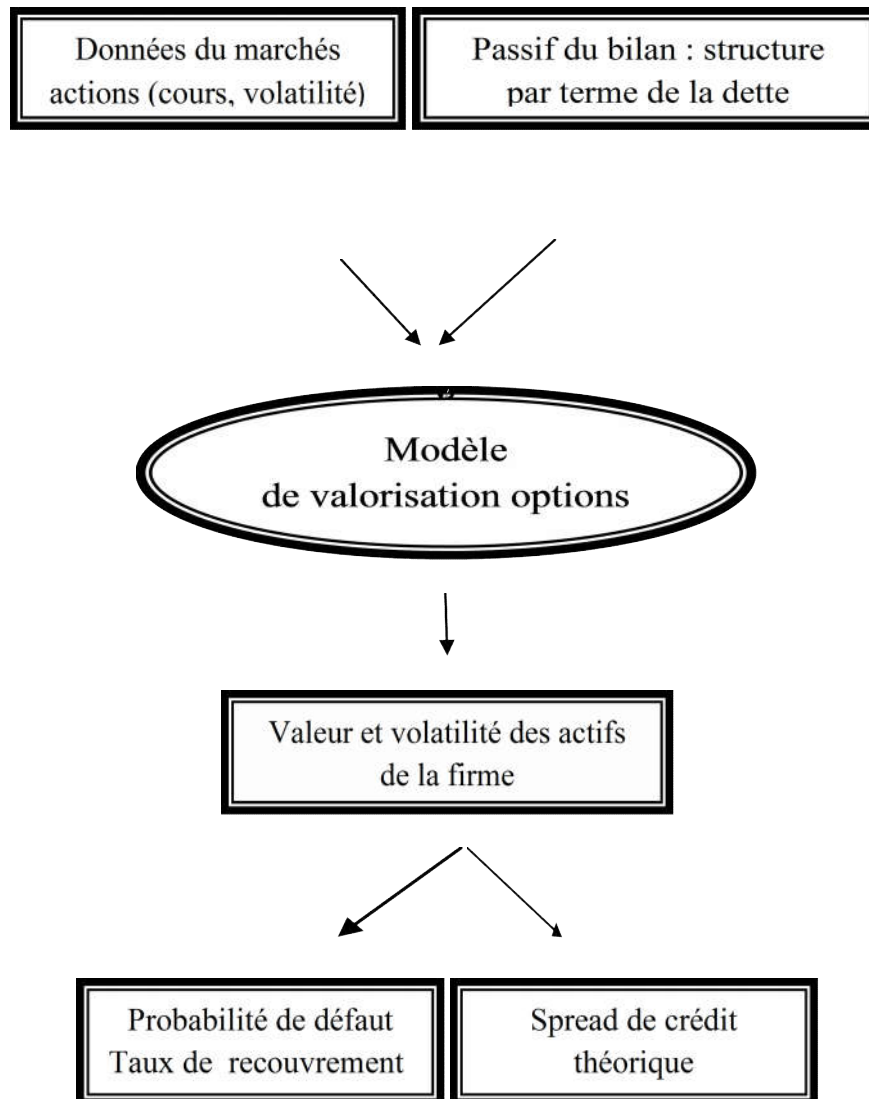 Données du marchés
actions (cours, volatilité)
Passif du bilan : structure
par terme de la dette
Modèle
de valorisation options
Valeur et volatilité des actifs
de la firme
Probabilité de défaut
Taux de recouvrement
Spread de crédit
théorique